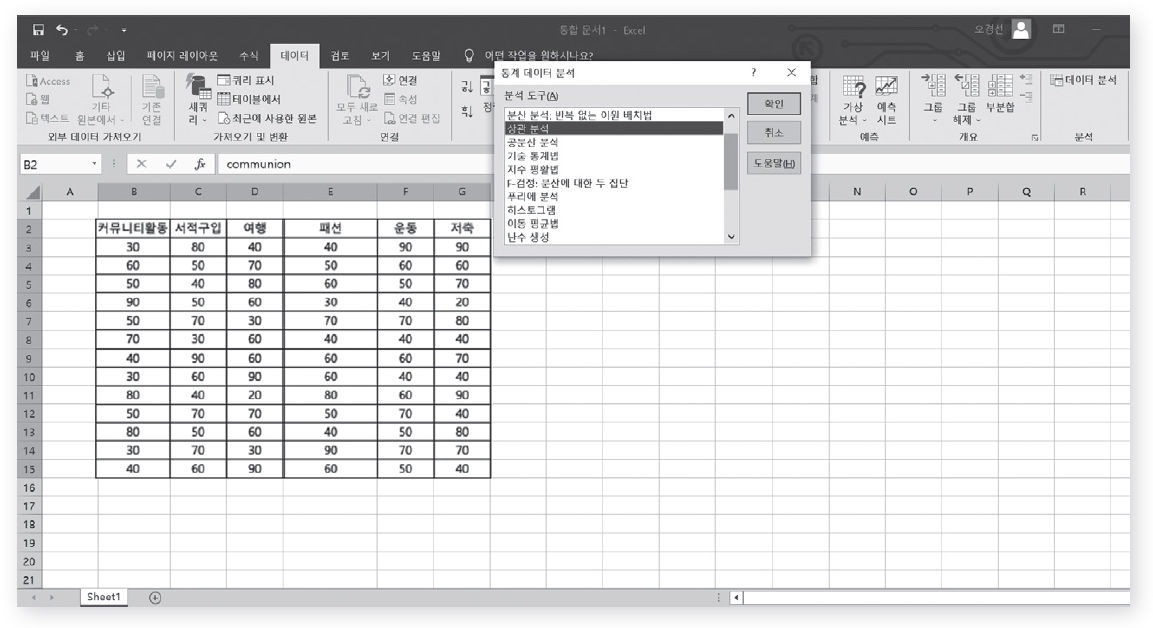 통합 문서1 - Excel
오경선
파일 홈 삽입 페이지 레이아웃 수식 데이터 검토 보기 도움말 어떤 작업을 원하시나요?
Access
웹
텍스트
기타
원본에서
기존
연결
외부 데이터 가져오기
새 쿼
리
쿼리 표시
테이블에서
최근에 사용한 원본
가져오기 및 변환
모두 새로
고침
연결
속성
연결 편집
연결
가상
분석
예측
시트
예측
그룹
그룹
해제
부분합
개요
데이터 분석
분석
통계 데이터 분석 ?
분석 도구(A)
분산 분석: 반복 없는 이원 배치법
상관 분석
공분산 분석
기술 통계법
지수 평활법
F-검정: 분산에 대한 두 집단
푸리에 분석
히스토그램
이동 평균법
난수 생성
확인
취소
도움말(H)
B2 fx communion
A B C D E F G N O P Q R
1
2 커뮤니티활동 서적구입 여행 패션 운동 저축
3 30 80 40 40 90 90
4 60 50 70 50 60 60
5 50 40 80 60 50 70
6 90 50 60 30 40 20
7 50 70 30 70 70 80
8 70 30 60 40 40 40
9 40 90 60 60 60 70
10 30 60 90 60 40 40
11 80 40 20 80 60 90
12 50 70 70 50 70 40
13 80 50 60 40 50 80
14 30 70 30 90 70 70
15 40 60 90 60 50 40
16
17
18
19
20
21
Sheet1